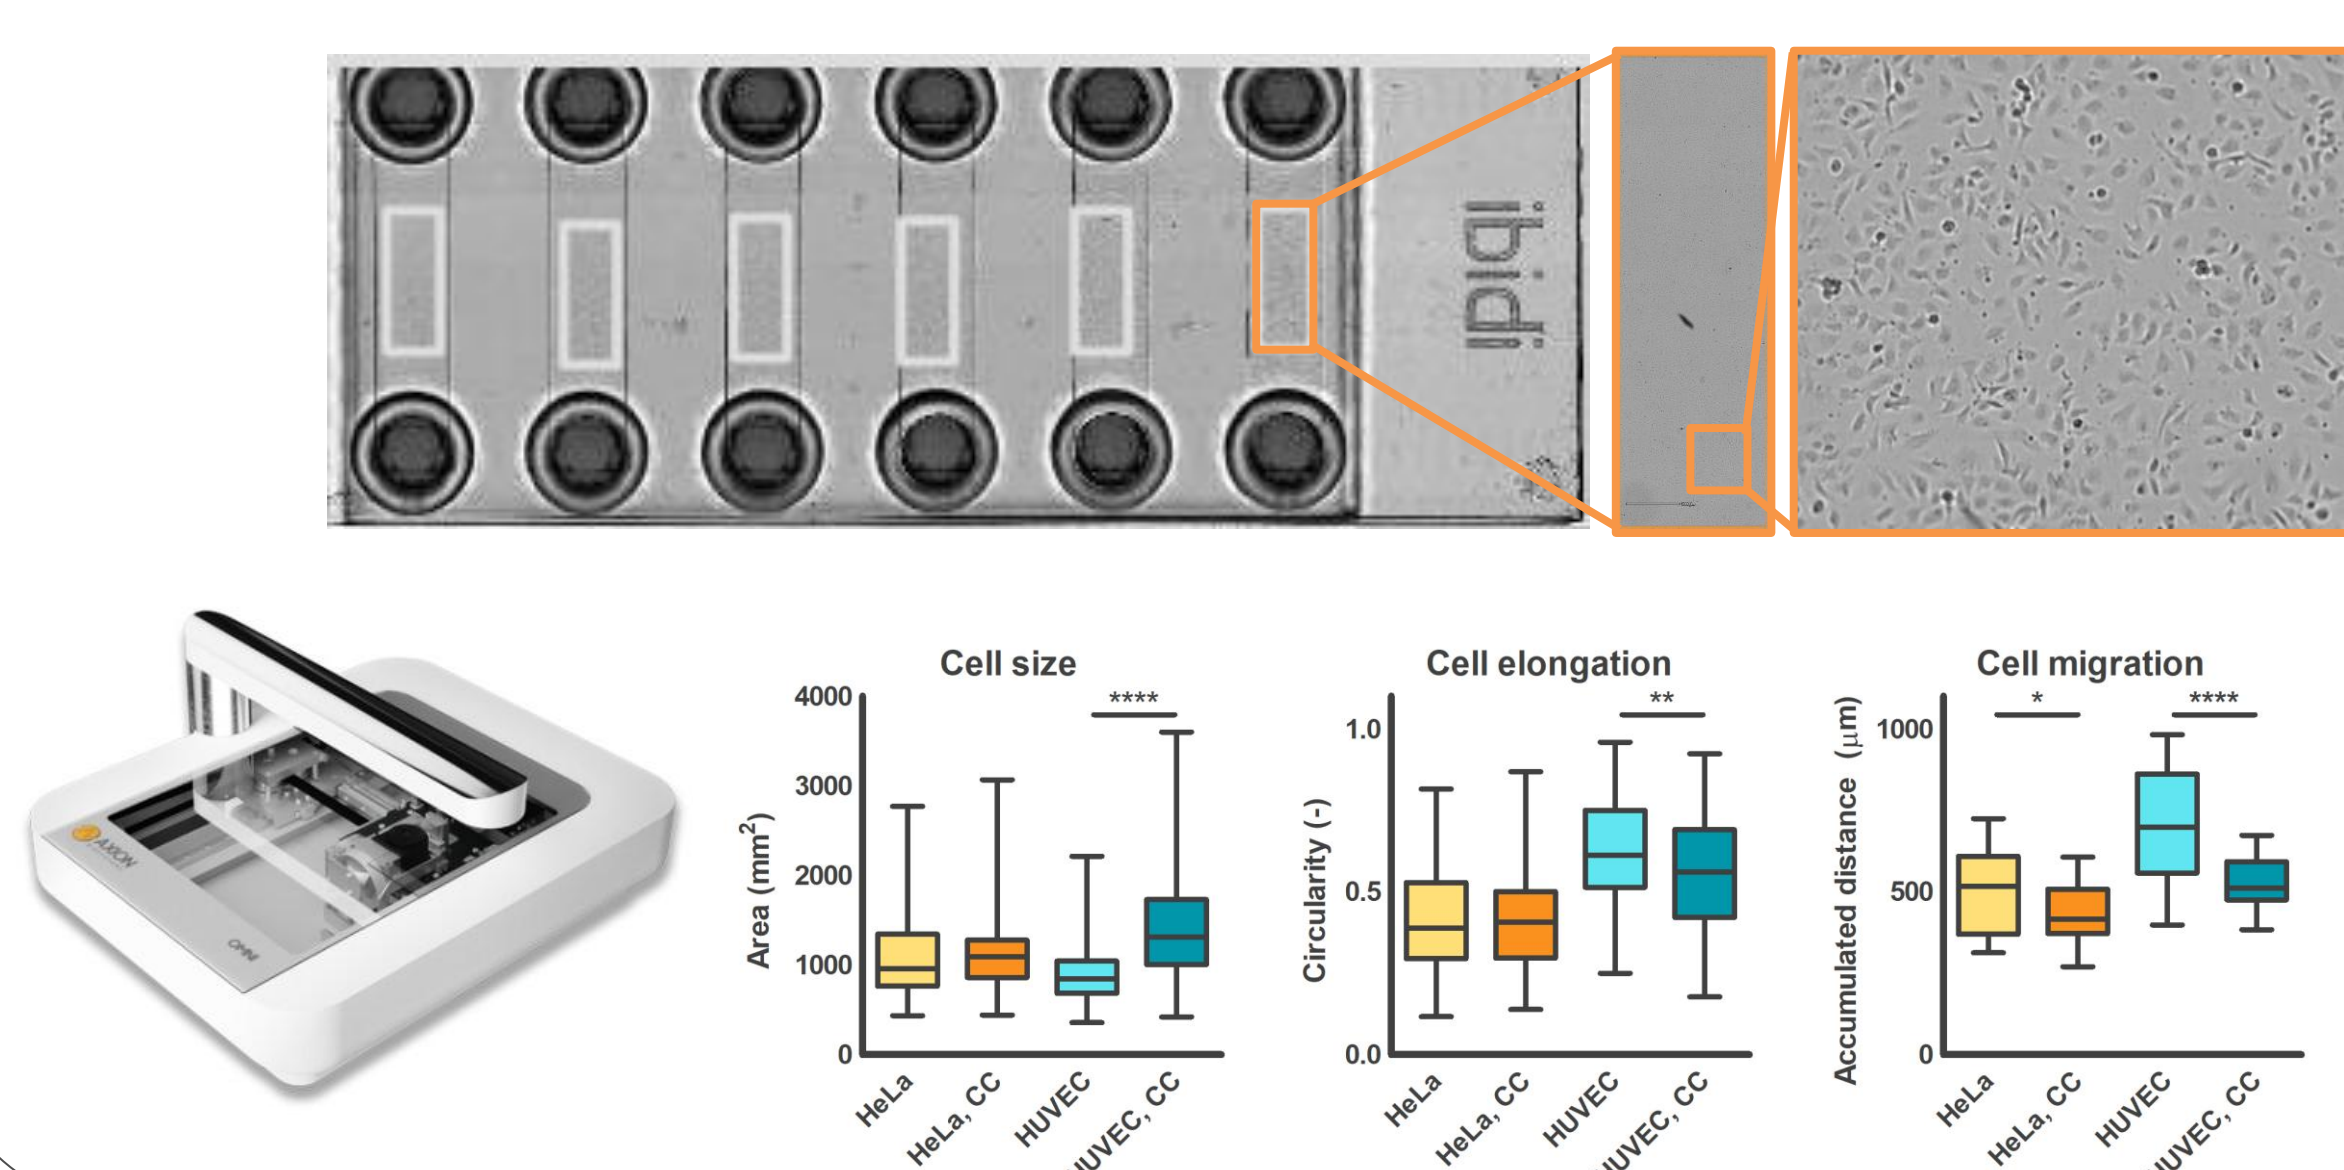 ibidi
AXION
OMNI
Cell size
****
Area (mm²)
4000
3000
2000
1000
0
HeLa
HeLa, CC
HUVEC
HUVEC, CC
Cell elongation
**
Circularity (-)
1.0
0.5
0.0
HeLa
HeLa, CC
HUVEC
HUVEC, CC
Cell migration
*
****
Accumulated distance (μm)
1000
500
0
HeLa
HeLa, CC
HUVEC
HUVEC, CC